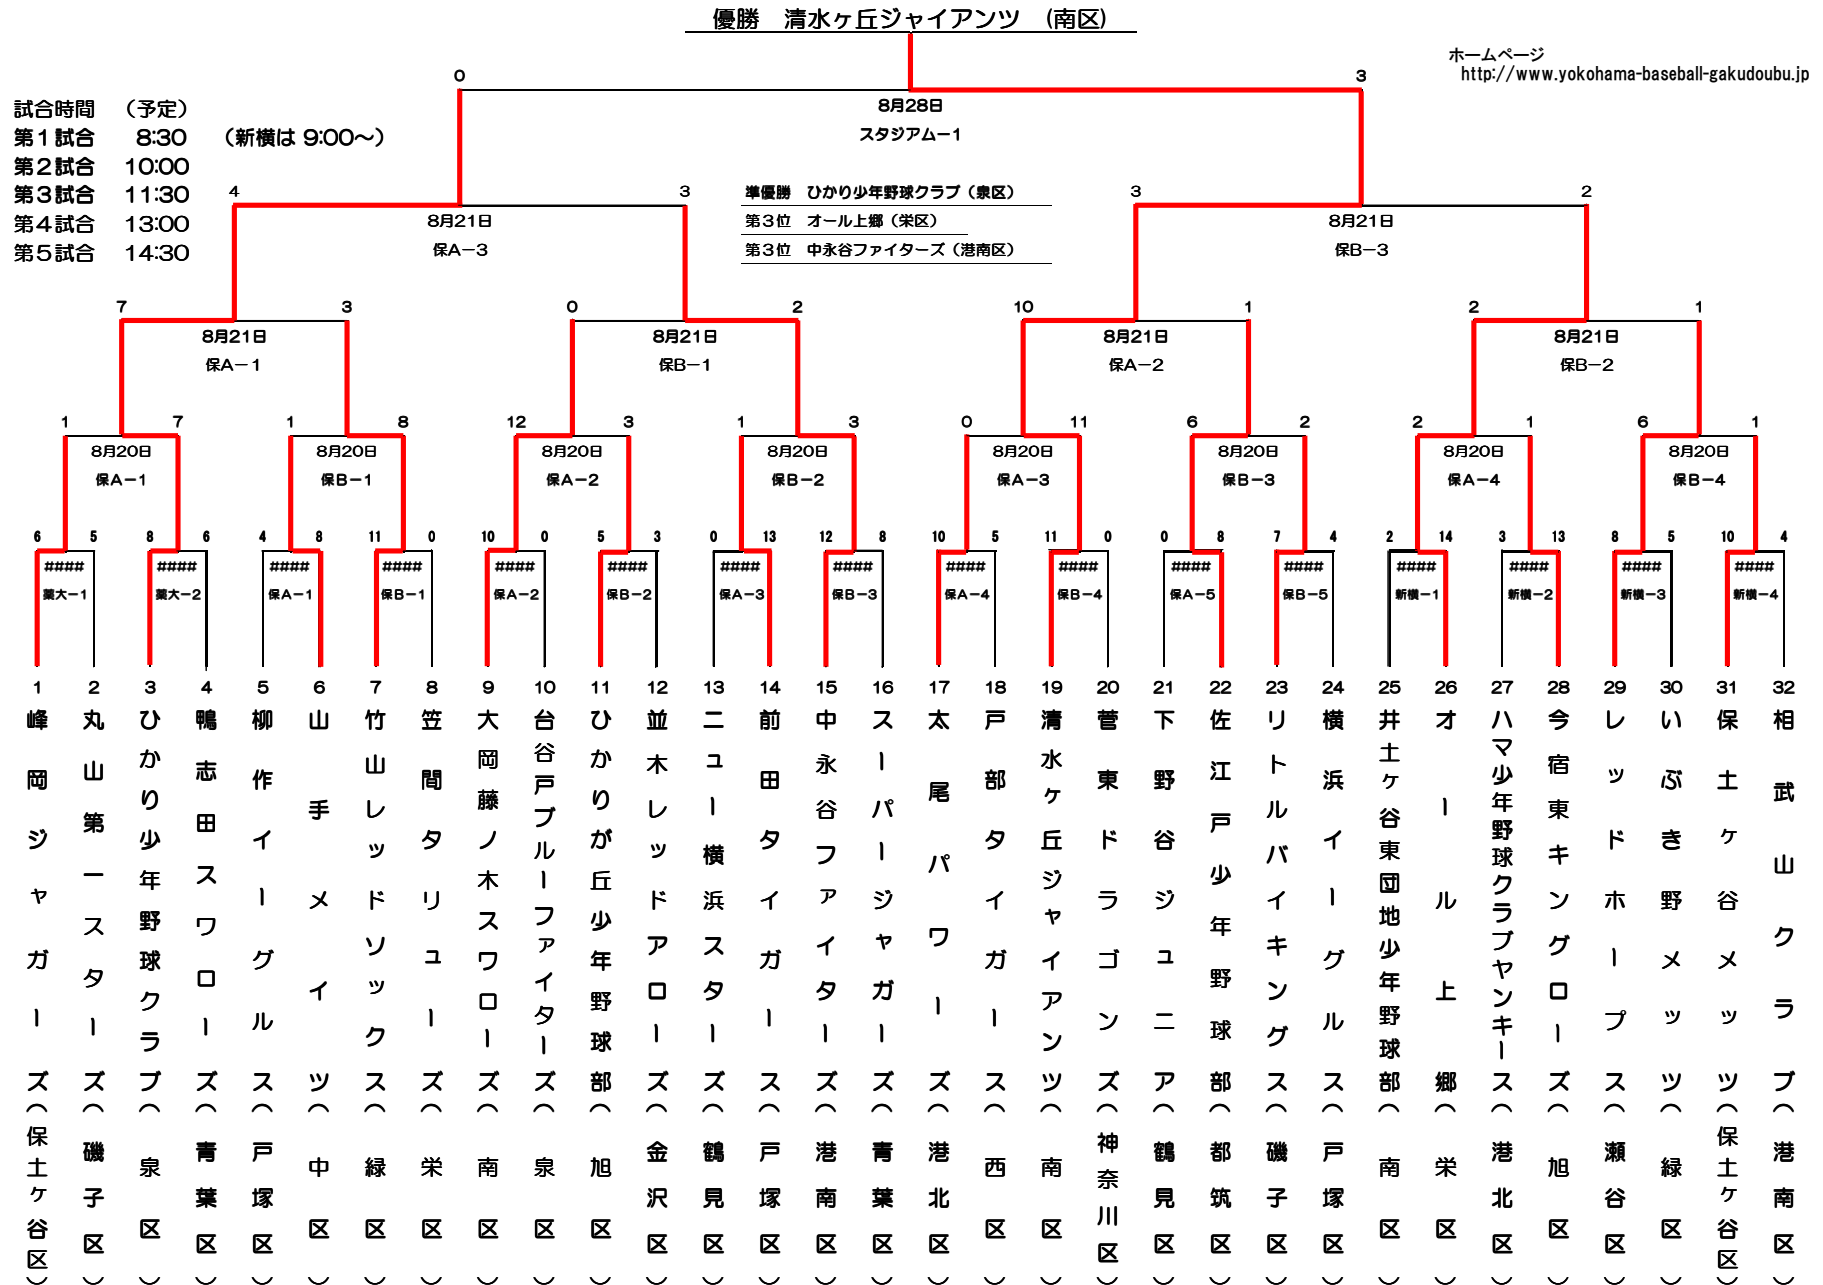 優勝　清水ヶ丘ジャイアンツ　(南区)
ホームページ
http://www.yokohama-baseball-gakudoubu.jp
0 3
8月28日
スタジアム－1
試合時間　（予定）
第１試合　8:30　（新横は 9:00～）
第２試合　10:00
第３試合　11:30
第４試合　13:00
第５試合　14:30
準優勝　ひかり少年野球クラブ（泉区）
第３位　オール上郷（栄区）
第３位　中永谷ファイターズ（港南区）
4 3 3 2
8月21日 8月21日
保A－3 保B－3
7 3 0 2 10 1 2 1
8月21日 8月21日 8月21日 8月21日
保A－1 保B－1 保A－2 保B－2
1 7 1 8 12 3 1 3 0 11 6 2 2 1 6 1
8月20日 8月20日 8月20日 8月20日 8月20日 8月20日 8月20日 8月20日
保A－1 保B－1 保A－2 保B－2 保A－3 保B－3 保A－4 保B－4
6 5 8 6 4 8 11 0 10 0 5 3 0 13 12 8 10 5 11 0 0 8 7 4 2 14 3 13 8 5 10 4
#### #### #### #### #### #### #### #### #### #### #### #### #### #### #### ####
薬大－1 薬大－2 保A－1 保B－1 保A－2 保B－2 保A－3 保B－3 保A－4 保B－4 保A－5 保B－5 新横－1 新横－2 新横－3 新横－4
1 峰岡ジャガーズ（保土ヶ谷区）
2 丸山第一スターズ（磯子区）
3 ひかり少年野球クラブ（泉区）
4 鴨志田スワローズ（青葉区）
5 柳作イーグルス（戸塚区）
6 山手メイツ（中区）
7 竹山レッドソックス（緑区）
8 笠間タリューズ（栄区）
9 大岡藤ノ木スワローズ（南区）
10 台谷戸ブルーファイターズ（泉区）
11 ひかりが丘少年野球部（旭区）
12 並木レッドアローズ（金沢区）
13 ニュー横浜スターズ（鶴見区）
14 前田タイガース（戸塚区）
15 中永谷ファイターズ（港南区）
16 スーパージャガーズ（青葉区）
17 太尾パワーズ（港北区）
18 戸部タイガース（西区）
19 清水ヶ丘ジャイアンツ（南区）
20 菅東ドラゴンズ（神奈川区）
21 下野谷ジュニア（鶴見区）
22 佐江戸少年野球部（都筑区）
23 リトルバイキングス（磯子区）
24 横浜イーグルス（戸塚区）
25 井土ヶ谷東団地少年野球部（南区）
26 オール上郷（栄区）
27 ハマ少年野球クラブヤンキース（港北区）
28 今宿東キングローズ（旭区）
29 レッドホープス（瀬谷区）
30 いぶき野メッツ（緑区）
31 保土ヶ谷メッツ（保土ヶ谷区）
32 相武山クラブ（港南区）